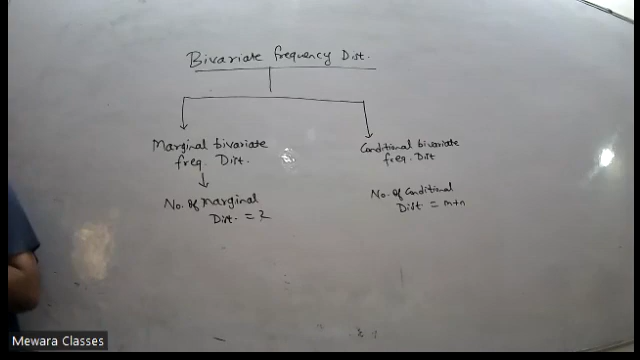 Bivariate frequency Dist.
Marginal bivariate
freq. Dist.
Conditional bivariate
freq. Dist
No. of Marginal
Dist. = 2
No. of Conditional
Dist = m+n
Mewara Classes